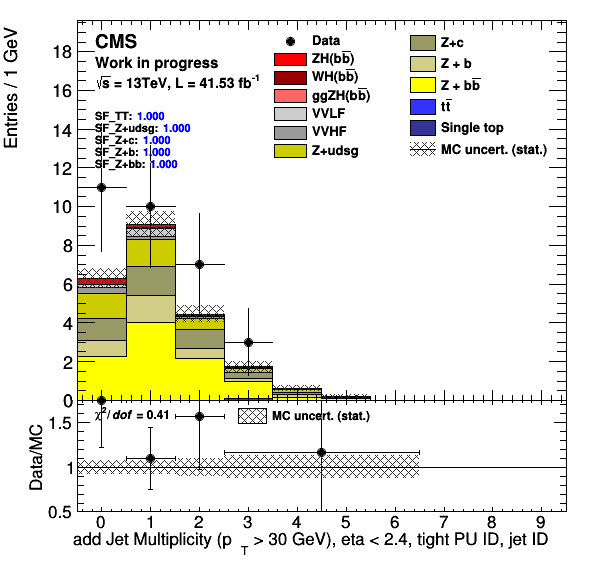 Entries / 1 GeV
18
16
14
12
10
8
6
4
2
0
CMS
Work in progress
√s = 13TeV, L = 41.53 fb⁻¹
SF_TT: 1.000
SF_Z+udsg: 1.000
SF_Z+c: 1.000
SF_Z+b: 1.000
SF_Z+bb: 1.000
Data
ZH(bb̅)
WH(bb̅)
ggZH(bb̅)
VVLF
VVHF
Z+udsg
Z+c
Z + b
Z + bb̅
tt̅
Single top
MC uncert. (stat.)
Data/MC
1.5
1
0.5
χ²/ dof = 0.41
MC uncert. (stat.)
0 1 2 3 4 5 6 7 8 9
add Jet Multiplicity (p_T > 30 GeV), eta < 2.4, tight PU ID, jet ID